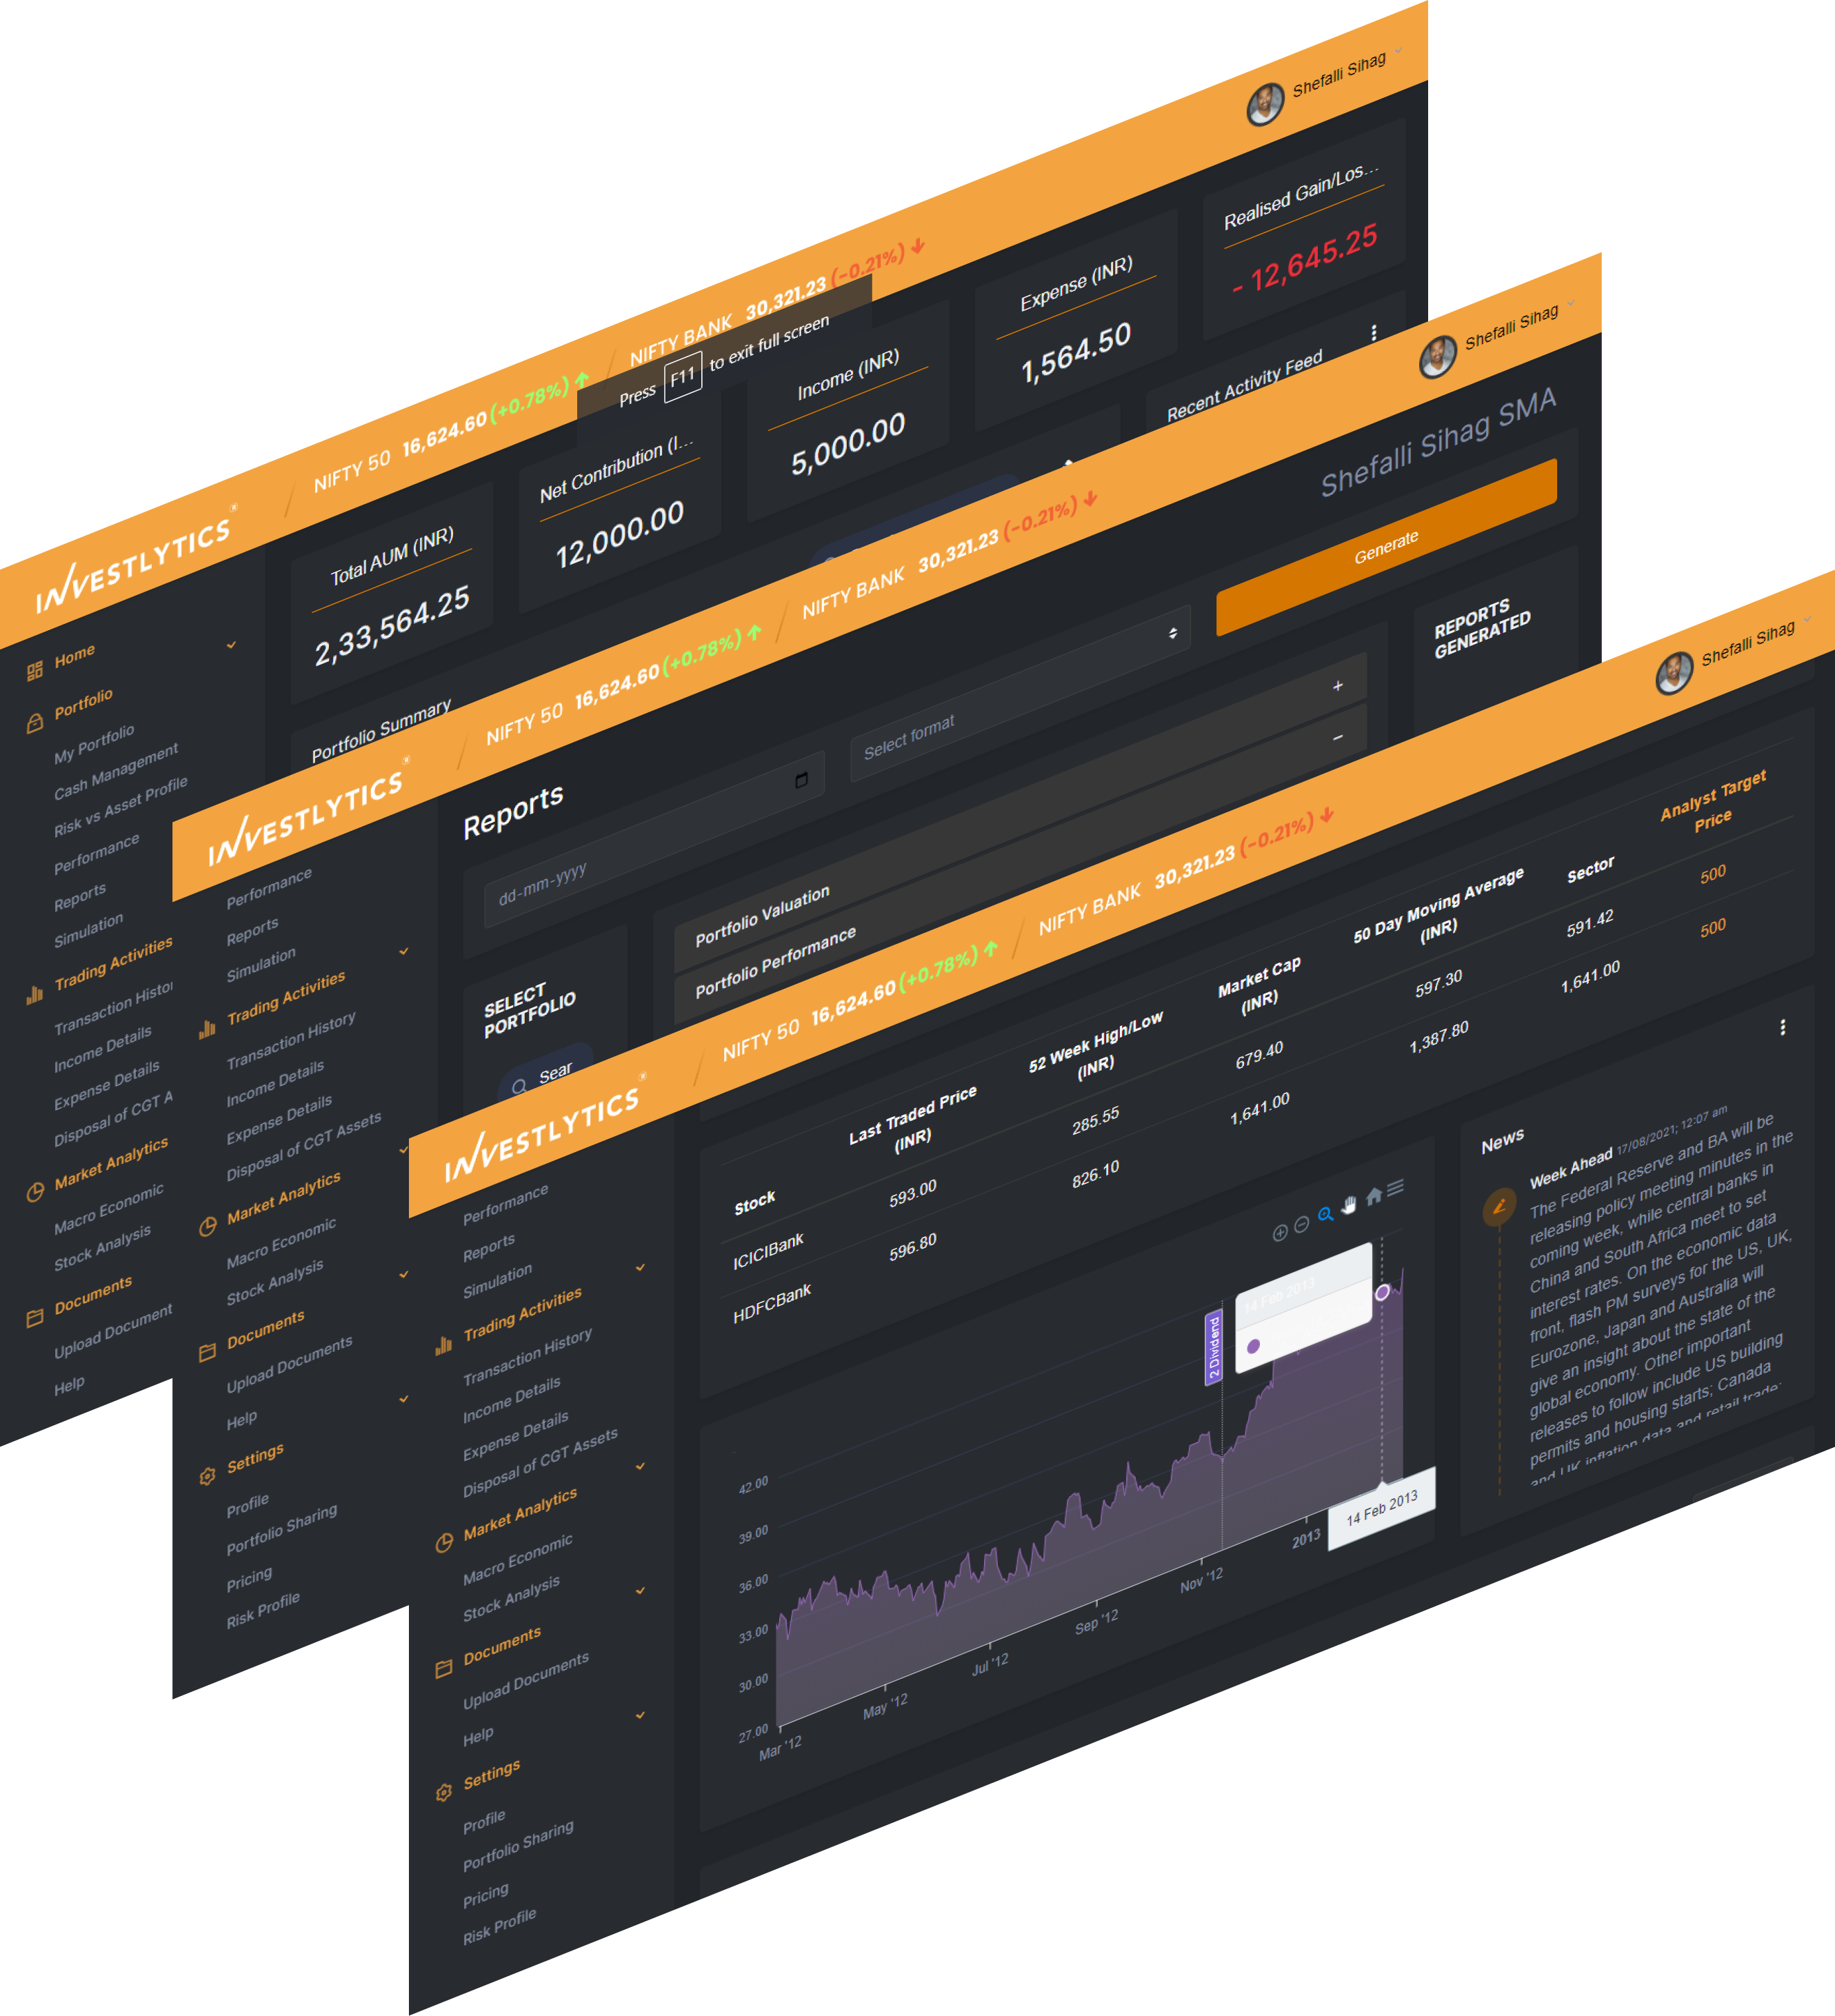 INVESTLYTICS
NIFTY 50 16,624.60 (+0.78%)
NIFTY BANK 30,321.23 (-0.21%)
Shefalli Sihag
Press F11 to exit full screen
Home
Portfolio
My Portfolio
Cash Management
Risk vs Asset Profile
Performance
Reports
Simulation
Trading Activities
Transaction Histo
Income Details
Expense Details
Disposal of CGT A
Market Analytics
Macro Economic
Stock Analysis
Documents
Upload Document
Help
Total AUM (INR)
2,33,564.25
Net Contribution (I...
12,000.00
Income (INR)
5,000.00
Expense (INR)
1,564.50
Realised Gain/Los...
- 12,645.25
Portfolio Summary
Recent Activity Feed
INVESTLYTICS
NIFTY 50 16,624.60 (+0.78%)
NIFTY BANK 30,321.23 (-0.21%)
Shefalli Sihag
Performance
Reports
Simulation
Trading Activities
Transaction History
Income Details
Expense Details
Disposal of CGT Assets
Market Analytics
Macro Economic
Stock Analysis
Documents
Upload Documents
Help
Settings
Profile
Portfolio Sharing
Pricing
Risk Profile
Reports
Shefalli Sihag SMA
dd-mm-yyyy
Select format
Generate
SELECT
PORTFOLIO
Sear
Portfolio Valuation
+
Portfolio Performance
−
REPORTS
GENERATED
INVESTLYTICS
NIFTY 50 16,624.60 (+0.78%)
NIFTY BANK 30,321.23 (-0.21%)
Shefalli Sihag
Performance
Reports
Simulation
Trading Activities
Transaction History
Income Details
Expense Details
Disposal of CGT Assets
Market Analytics
Macro Economic
Stock Analysis
Documents
Upload Documents
Help
Settings
Profile
Portfolio Sharing
Pricing
Risk Profile
Stock
Last Traded Price
(INR)
52 Week High/Low
(INR)
Market Cap
(INR)
50 Day Moving Average
(INR)
Sector
Analyst Target
Price
ICICIBank 593.00 285.55 679.40 597.30 591.42 500
HDFCBank 596.80 826.10 1,641.00 1,387.80 1,641.00 500
42.00
39.00
36.00
33.00
30.00
27.00
Mar '12
May '12
Jul '12
Sep '12
Nov '12
2013
2 Dividend
14 Feb 2013
14 Feb 2013
News
Week Ahead 17/08/2021; 12:07 am
The Federal Reserve and BA will be
releasing policy meeting minutes in the
coming week, while central banks in
China and South Africa meet to set
interest rates. On the economic data
front, flash PM surveys for the US, UK,
Eurozone, Japan and Australia will
give an insight about the state of the
global economy. Other important
releases to follow include US building
permits and housing starts; Canada
and UK inflation data and retail trade;